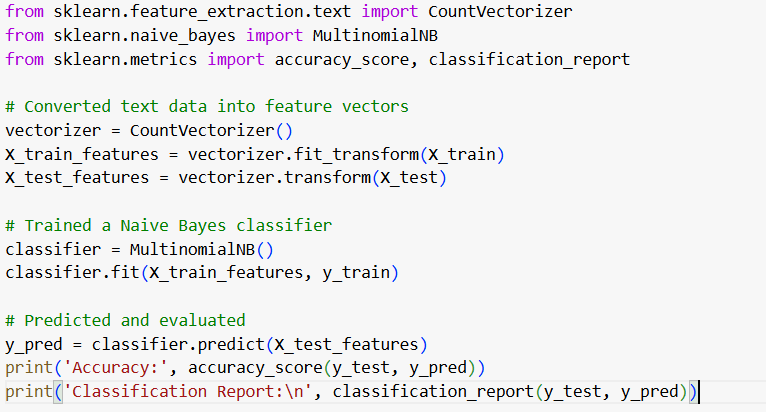 from sklearn.feature_extraction.text import CountVectorizer
from sklearn.naive_bayes import MultinomialNB
from sklearn.metrics import accuracy_score, classification_report
# Converted text data into feature vectors
vectorizer = CountVectorizer()
X_train_features = vectorizer.fit_transform(X_train)
X_test_features = vectorizer.transform(X_test)
# Trained a Naive Bayes classifier
classifier = MultinomialNB()
classifier.fit(X_train_features, y_train)
# Predicted and evaluated
y_pred = classifier.predict(X_test_features)
print('Accuracy:', accuracy_score(y_test, y_pred))
print('Classification Report:\n', classification_report(y_test, y_pred))